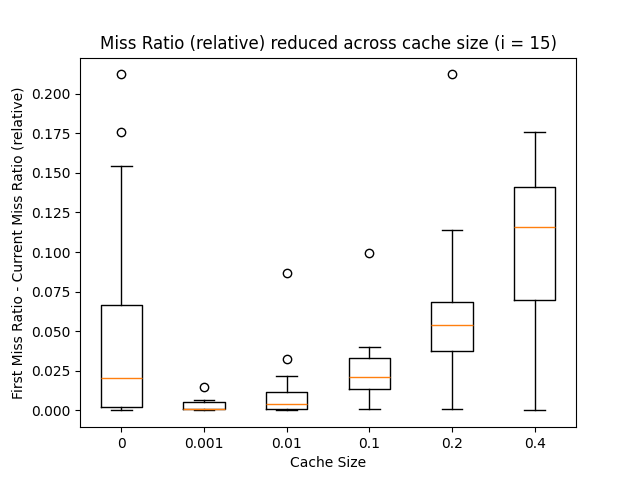 Miss Ratio (relative) reduced across cache size (i = 15)
First Miss Ratio - Current Miss Ratio (relative)
0.200
0.175
0.150
0.125
0.100
0.075
0.050
0.025
0.000
0 0.001 0.01 0.1 0.2 0.4
Cache Size